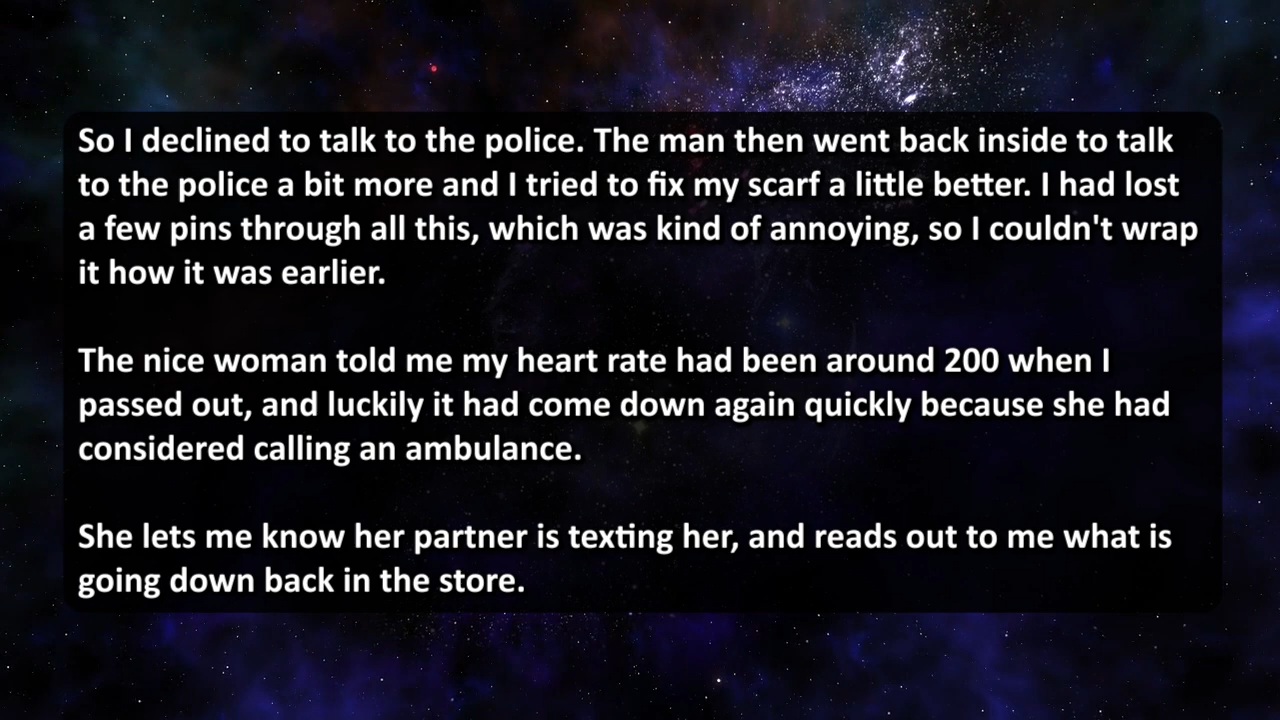 So I declined to talk to the police. The man then went back inside to talk
to the police a bit more and I tried to fix my scarf a little better. I had lost
a few pins through all this, which was kind of annoying, so I couldn't wrap
it how it was earlier.
The nice woman told me my heart rate had been around 200 when I
passed out, and luckily it had come down again quickly because she had
considered calling an ambulance.
She lets me know her partner is texting her, and reads out to me what is
going down back in the store.